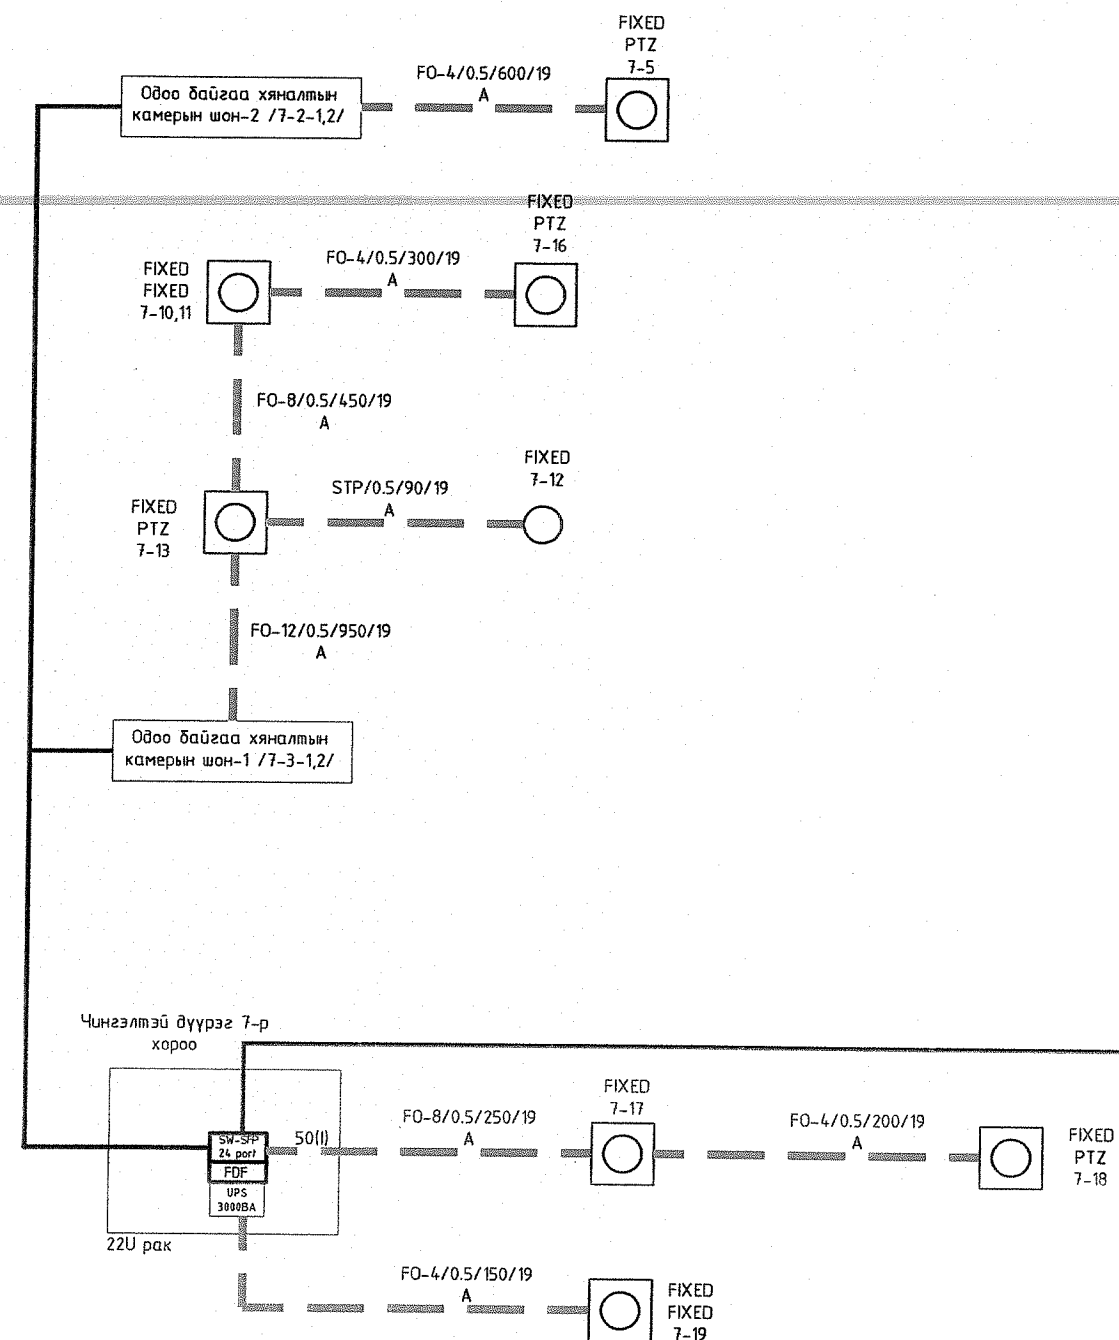 FIXED
PTZ
7-5
FO-4/0.5/600/19
A
Одоо байгаа хяналтын
камерын шон-2 /7-2-1,2/
FIXED
PTZ
7-16
FO-4/0.5/300/19
A
FIXED
FIXED
7-10,11
FO-8/0.5/450/19
A
FIXED
7-12
STP/0.5/90/19
A
FIXED
PTZ
7-13
FO-12/0.5/950/19
A
Одоо байгаа хяналтын
камерын шон-1 /7-3-1,2/
Чингэлтэй дүүрэг 7-р
хороо
SW-SFP
24 port
FDF
UPS
3000BA
50(I)
22U рак
FO-8/0.5/250/19
A
FIXED
7-17
FO-4/0.5/200/19
A
FIXED
PTZ
7-18
FO-4/0.5/150/19
A
FIXED
FIXED
7-19